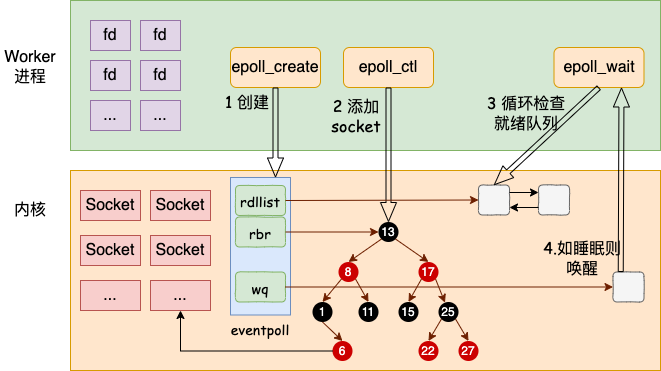 Worker
进程
fd
fd
fd
fd
...
...
epoll_create
epoll_ctl
epoll_wait
1 创建
2 添加
socket
3 循环检查
就绪队列
内核
Socket
Socket
Socket
Socket
...
...
rdllist
rbr
wq
eventpoll
13
8
17
1
11
15
25
6
22
27
4.如睡眠则
唤醒